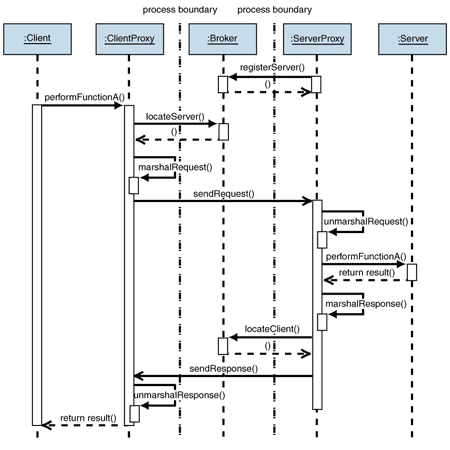 process boundary process boundary
:Client :ClientProxy :Broker :ServerProxy :Server
registerServer()
()
performFunctionA()
locateServer()
()
marshalRequest()
sendRequest()
unmarshalRequest()
performFunctionA()
return result()
marshalResponse()
locateClient()
()
sendResponse()
unmarshalResponse()
return result()